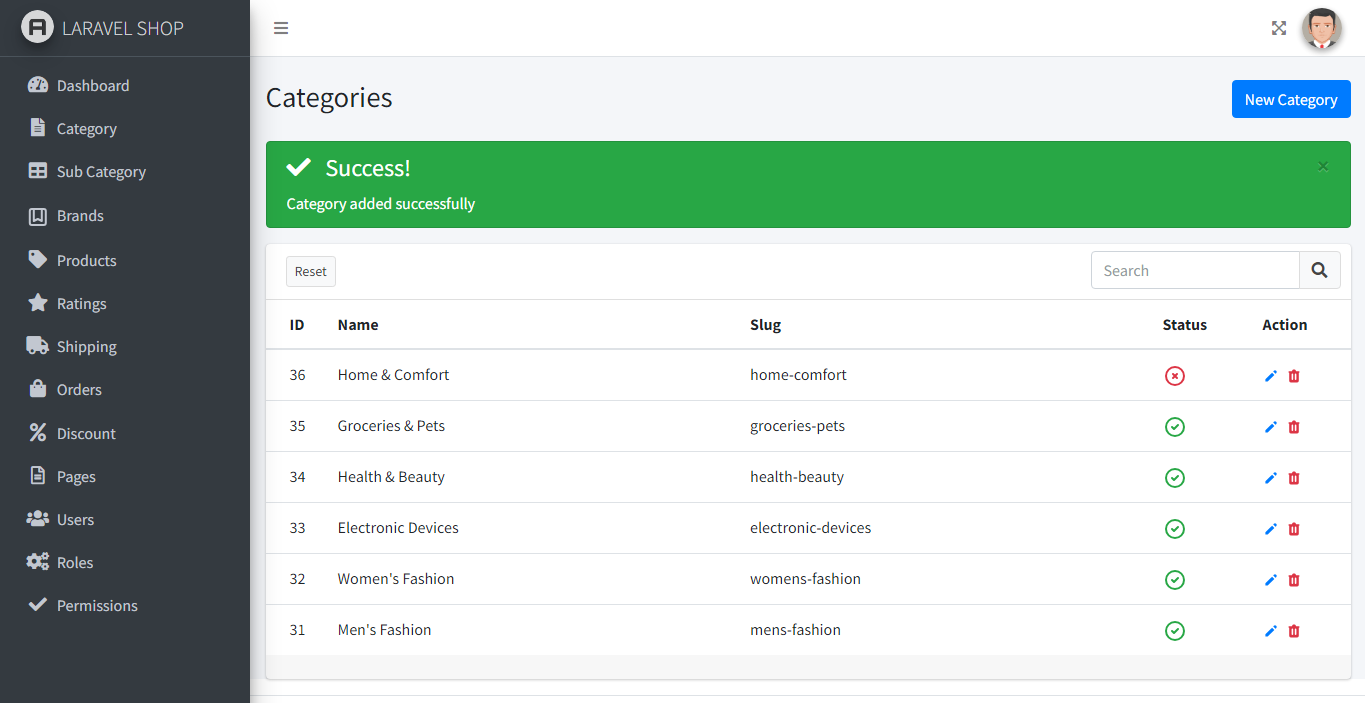 LARAVEL SHOP
Dashboard
Category
Sub Category
Brands
Products
Ratings
Shipping
Orders
Discount
Pages
Users
Roles
Permissions
Categories
New Category
Success!
×
Category added successfully
Reset
Search
ID Name Slug Status Action
36 Home & Comfort home-comfort
35 Groceries & Pets groceries-pets
34 Health & Beauty health-beauty
33 Electronic Devices electronic-devices
32 Women's Fashion womens-fashion
31 Men's Fashion mens-fashion